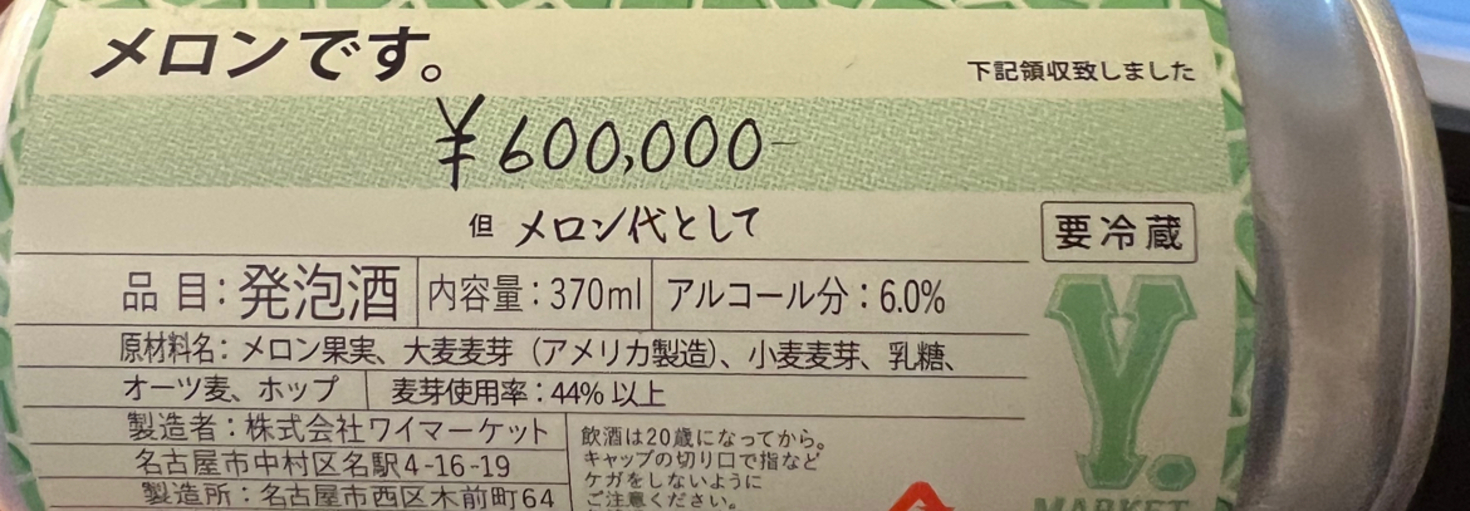 メロンです。
下記領収致しました
¥600,000-
但 メロン代として
要冷蔵
品目：発泡酒 内容量：370ml アルコール分：6.0%
原材料名：メロン果実、大麦麦芽（アメリカ製造）、小麦麦芽、乳糖、
オーツ麦、ホップ 麦芽使用率：44% 以上
製造者：株式会社ワイマーケット
名古屋市中村区名駅4-16-19
製造所：名古屋市西区木前町64
飲酒は20歳になってから。
キャップの切り口で指など
ケガをしないように
ご注意ください。
Y.
MARKET